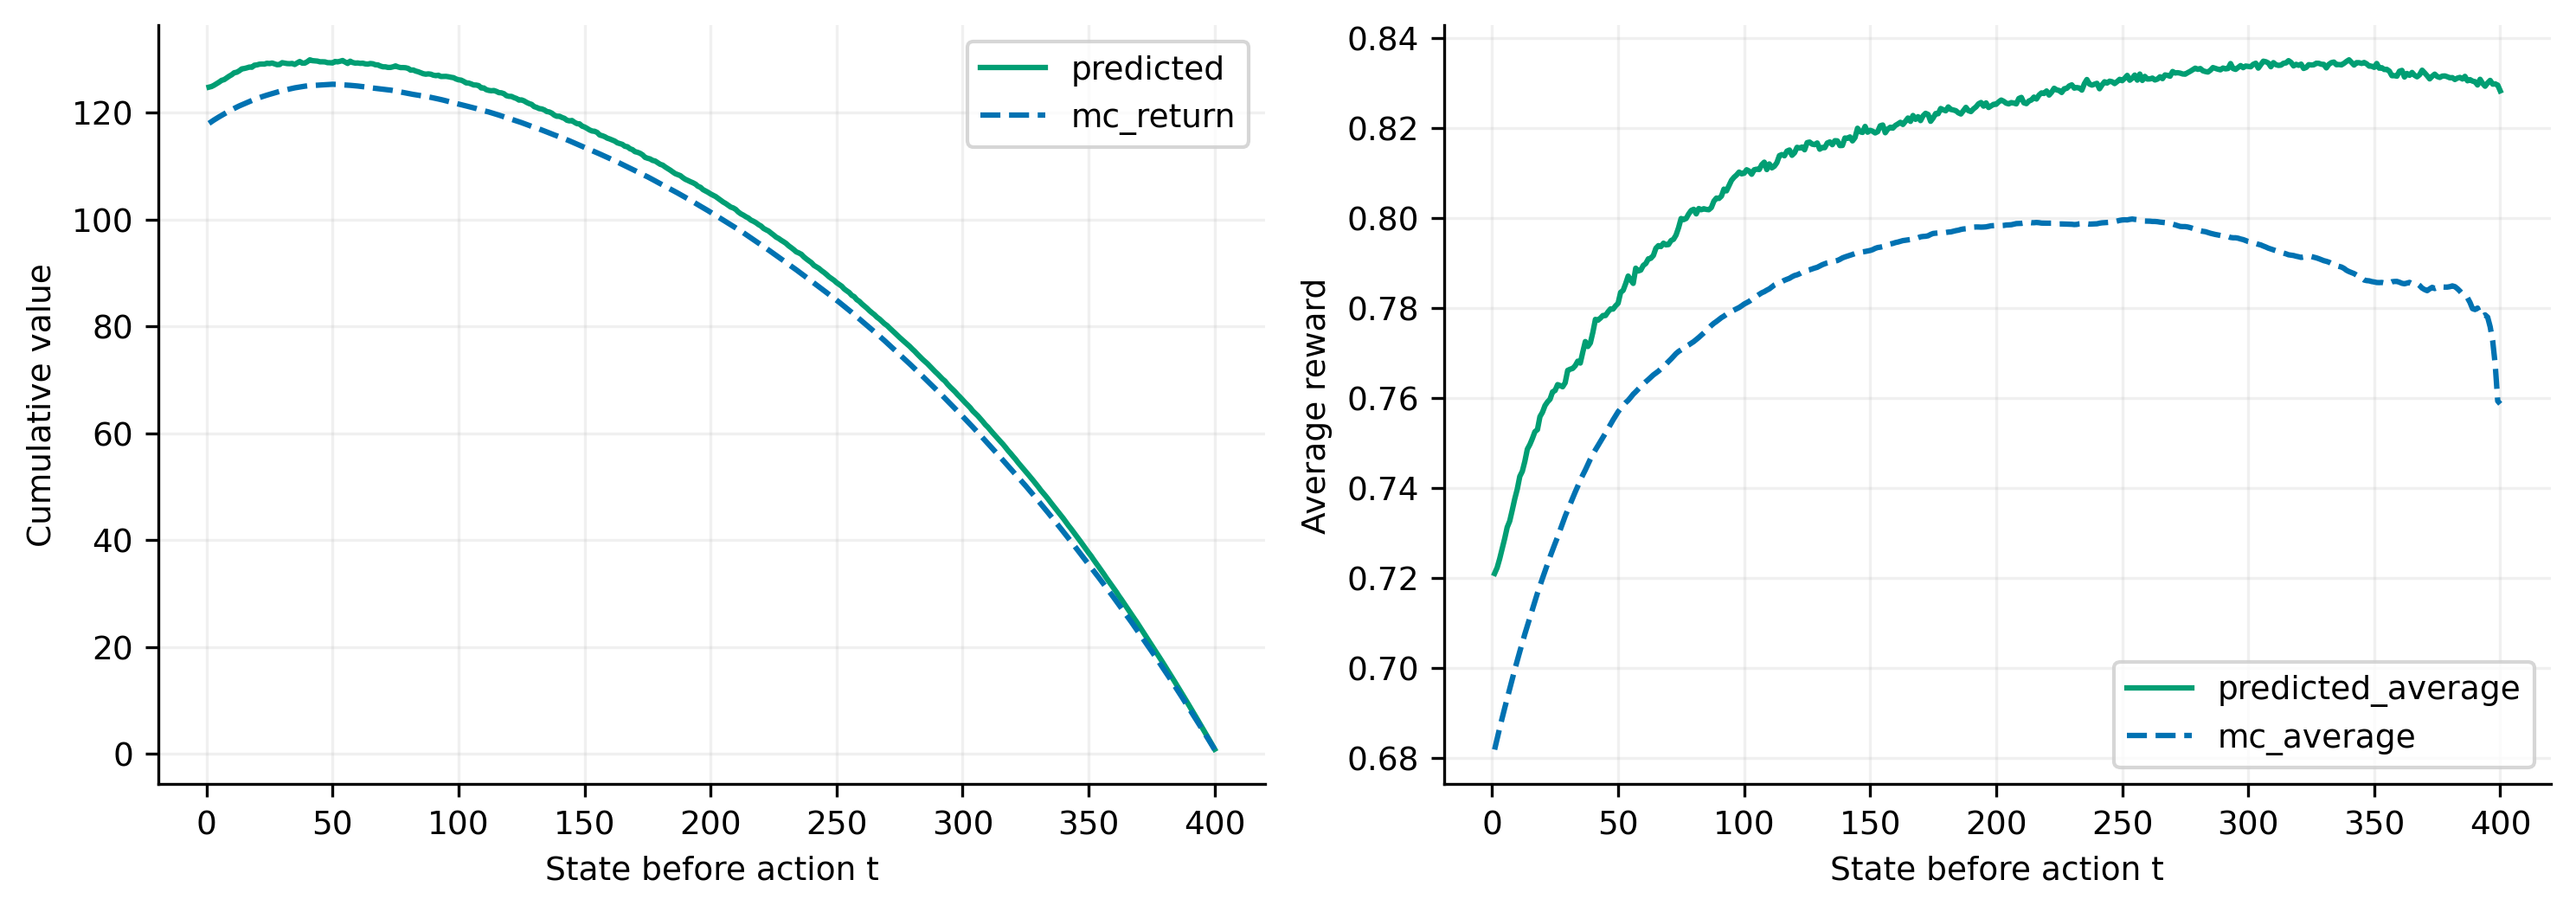 Cumulative value
120
100
80
60
40
20
0
0 50 100 150 200 250 300 350 400
State before action t
predicted
mc_return
Average reward
0.84
0.82
0.80
0.78
0.76
0.74
0.72
0.70
0.68
0 50 100 150 200 250 300 350 400
State before action t
predicted_average
mc_average